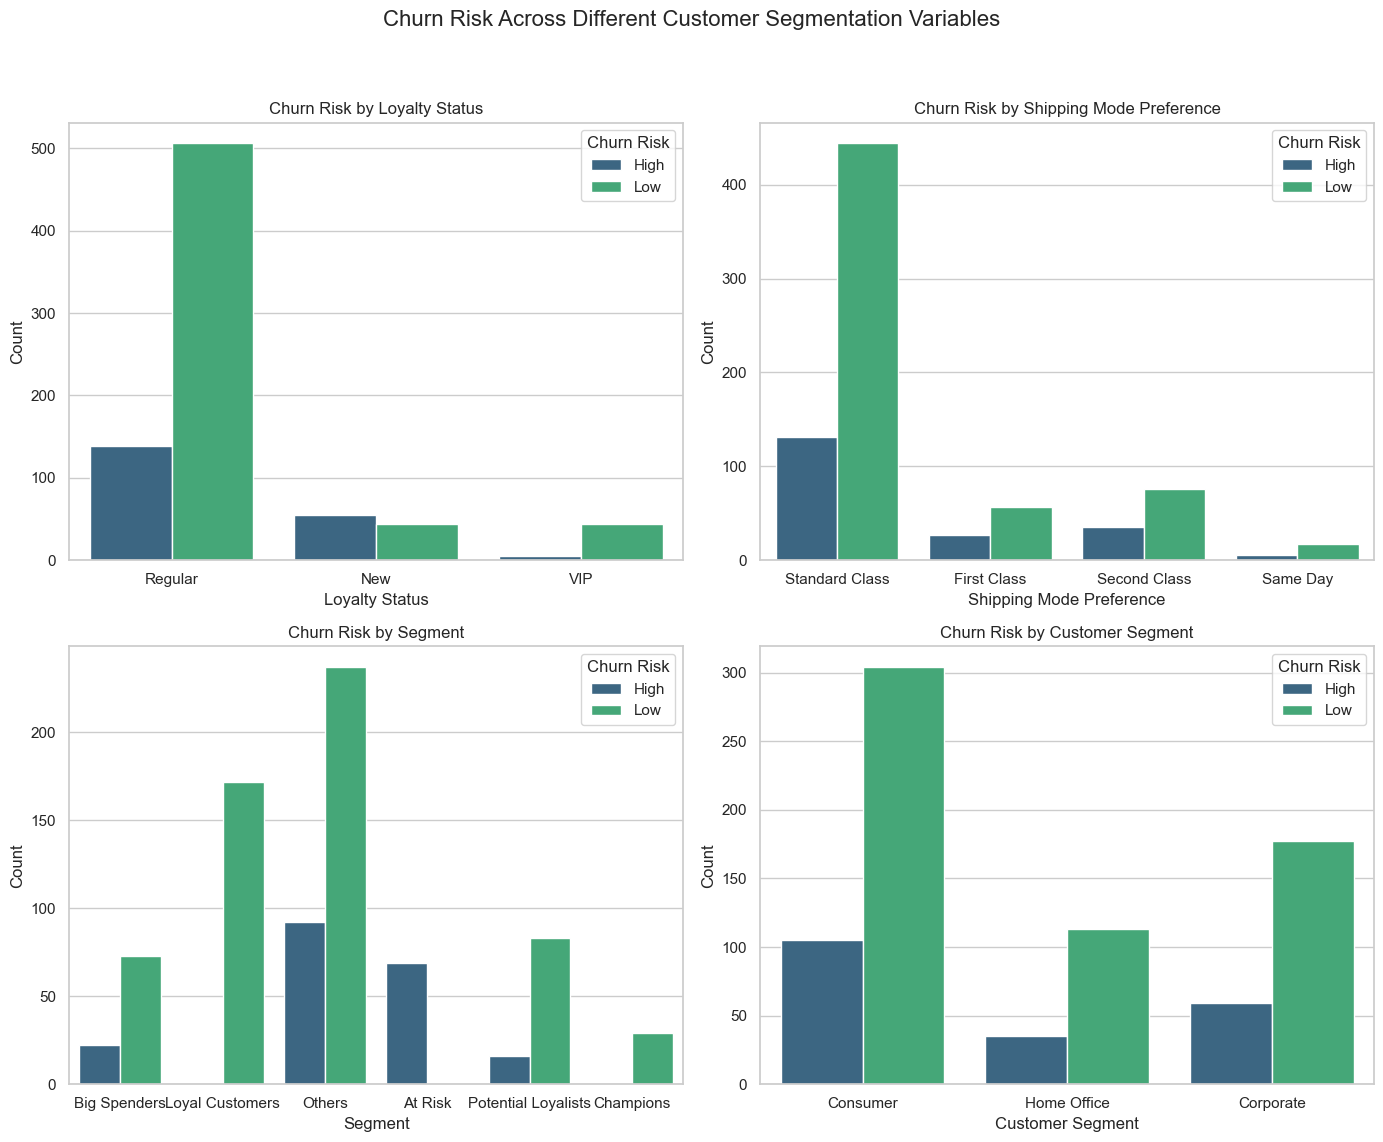 Churn Risk Across Different Customer Segmentation Variables
Churn Risk by Loyalty Status
Churn Risk
High
Low
Count
500
400
300
200
100
0
Regular New VIP
Loyalty Status
Churn Risk by Shipping Mode Preference
Churn Risk
High
Low
Count
400
300
200
100
0
Standard Class First Class Second Class Same Day
Shipping Mode Preference
Churn Risk by Segment
Churn Risk
High
Low
Count
200
150
100
50
0
Big Spenders Loyal Customers Others At Risk Potential Loyalists Champions
Segment
Churn Risk by Customer Segment
Churn Risk
High
Low
Count
300
250
200
150
100
50
0
Consumer Home Office Corporate
Customer Segment